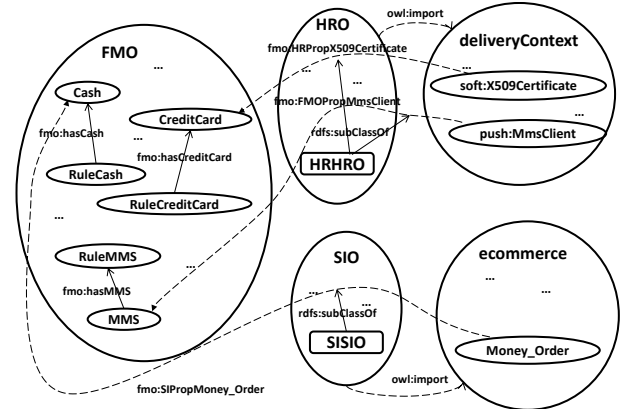 HRO
owl:import
FMO
fmo:HRPropX509Certificate
deliveryContext
...
...
...
Cash
soft:X509Certificate
...
CreditCard
fmo:FMOPropMmsClient
...
fmo:hasCash
...
push:MmsClient
rdfs:subClassOf
...
fmo:hasCreditCard
RuleCash
HRHRO
RuleCreditCard
...
SIO
ecommerce
RuleMMS
...
...
...
fmo:hasMMS
...
...
rdfs:subClassOf
MMS
SISIO
Money_Order
owl:import
fmo:SIPropMoney_Order